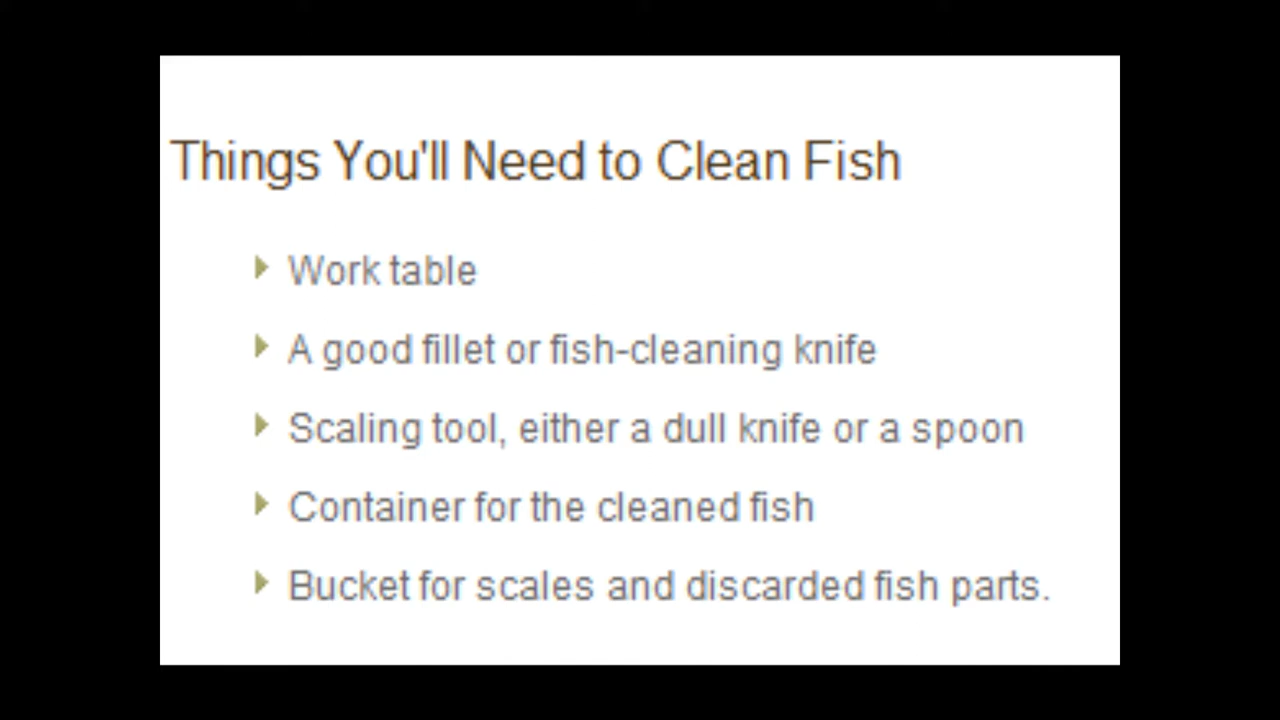 Things You'll Need to Clean Fish
Work table
A good fillet or fish-cleaning knife
Scaling tool, either a dull knife or a spoon
Container for the cleaned fish
Bucket for scales and discarded fish parts.